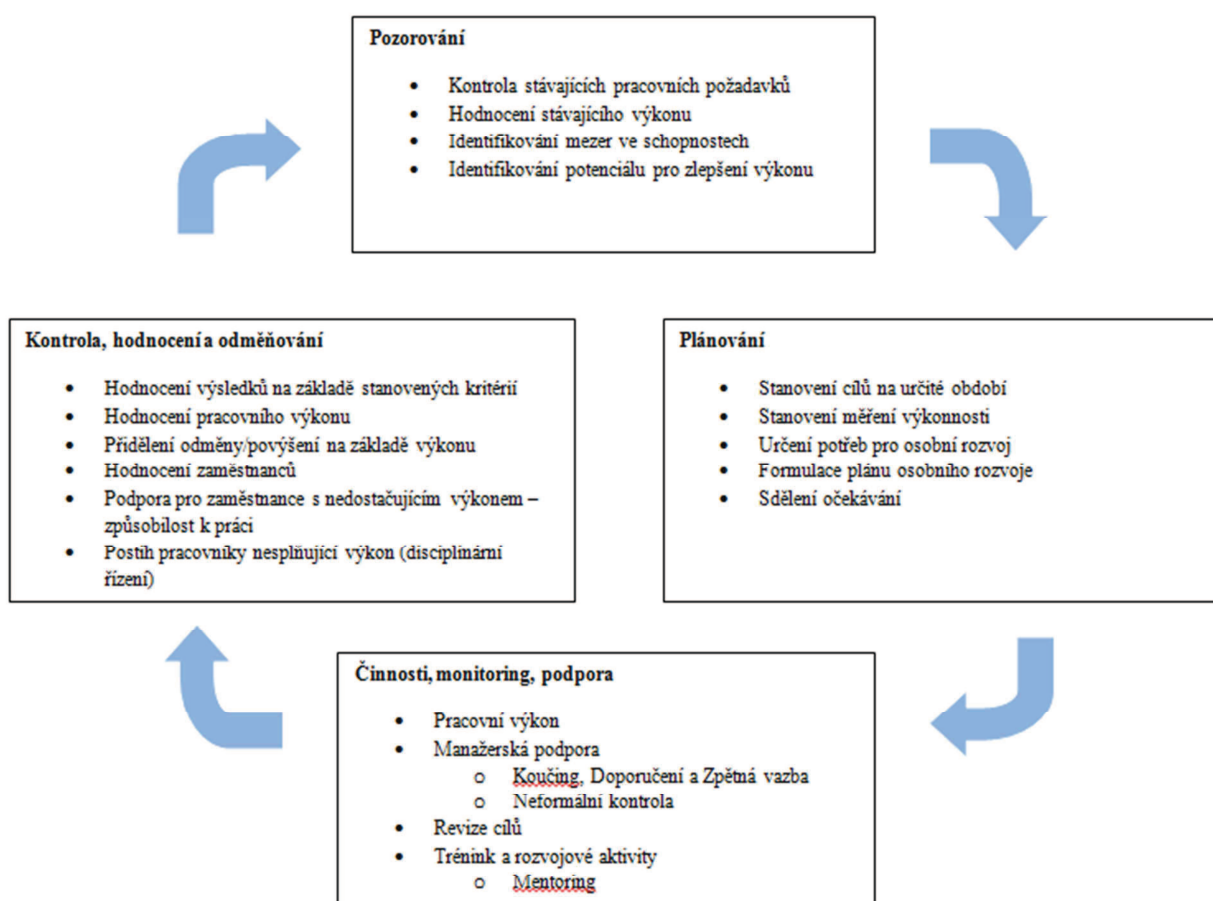 Pozorování
• Kontrola stávajících pracovních požadavků
• Hodnocení stávajícího výkonu
• Identifikování mezer ve schopnostech
• Identifikování potenciálu pro zlepšení výkonu
Kontrola, hodnocení a odměňování
• Hodnocení výsledků na základě stanovených kritérií
• Hodnocení pracovního výkonu
• Přidělení odměny/povýšení na základě výkonu
• Hodnocení zaměstnanců
• Podpora pro zaměstnance s nedostačujícím výkonem –
způsobilost k práci
• Postih pracovníky nesplňující výkon (disciplinární
řízení)
Plánování
• Stanovení cílů na určité období
• Stanovení měření výkonnosti
• Určení potřeb pro osobní rozvoj
• Formulace plánu osobního rozvoje
• Sdělení očekávání
Činnosti, monitoring, podpora
• Pracovní výkon
• Manažerská podpora
o Koučing, Doporučení a Zpětná vazba
o Neformální kontrola
• Revize cílů
• Trénink a rozvojové aktivity
o Mentoring